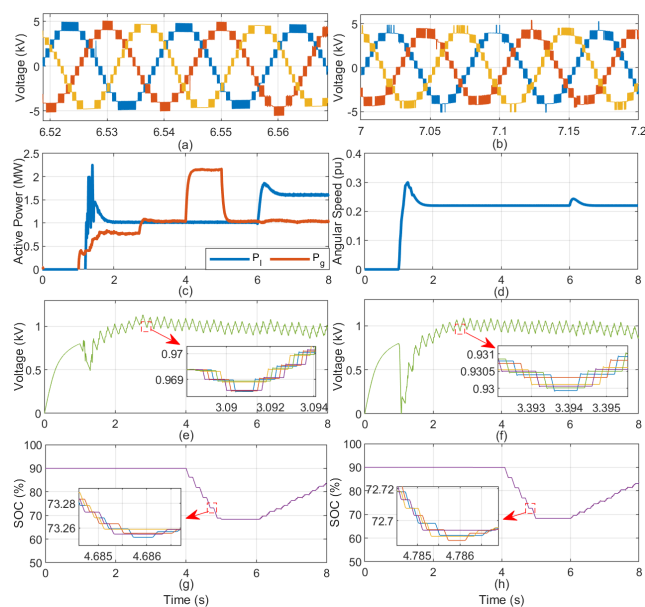 5
0
-5
Voltage (kV)
6.52 6.53 6.54 6.55 6.56
(a)
5
0
-5
Voltage (kV)
7 7.05 7.1 7.15 7.2
(b)
2.5
2
1.5
1
0.5
0
Active Power (MW)
P_l P_g
0 2 4 6 8
(c)
0.4
0.3
0.2
0.1
0
Angular Speed (pu)
0 2 4 6 8
(d)
1
0
Voltage (kV)
0.97
0.969
3.09 3.092 3.094
0 2 4 6 8
(e)
1
0
Voltage (kV)
0.931
0.9305
0.93
3.393 3.394 3.395
0 2 4 6 8
(f)
100
90
80
70
60
50
SOC (%)
73.28
73.26
4.685 4.686
0 2 4 6 8
(g)
Time (s)
100
90
80
70
60
50
SOC (%)
72.72
72.7
4.785 4.786
0 2 4 6 8
(h)
Time (s)